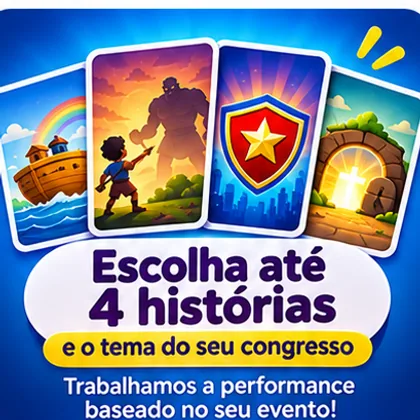 Escolha até
4 histórias
e o tema do seu congresso
Trabalhamos a performance
baseado no seu evento!